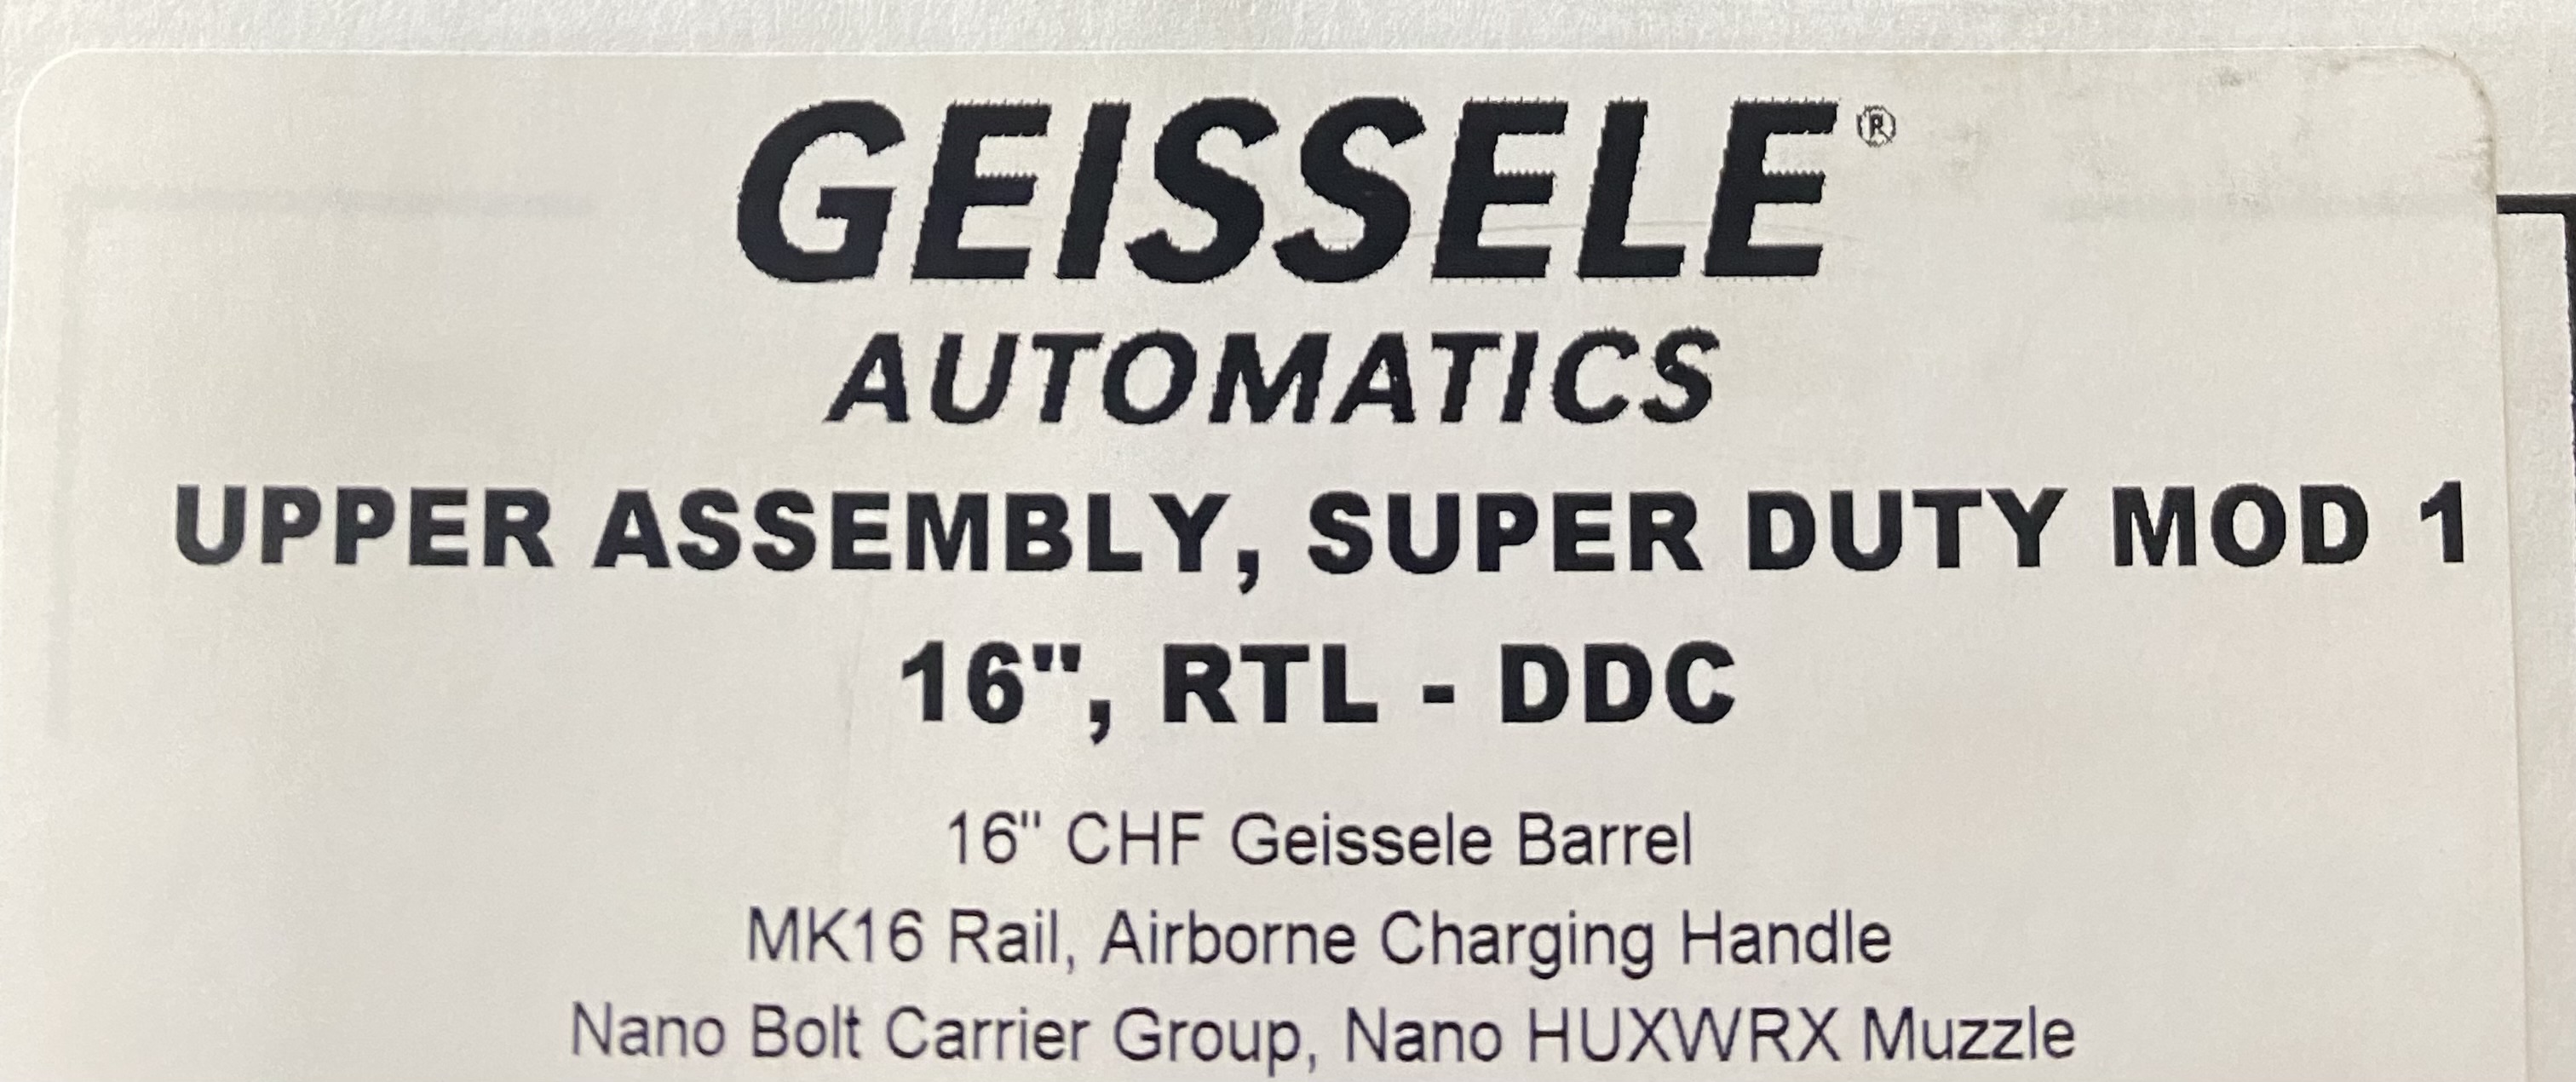 GEISSELE®
AUTOMATICS
UPPER ASSEMBLY, SUPER DUTY MOD 1
16", RTL - DDC
16" CHF Geissele Barrel
MK16 Rail, Airborne Charging Handle
Nano Bolt Carrier Group, Nano HUXWRX Muzzle